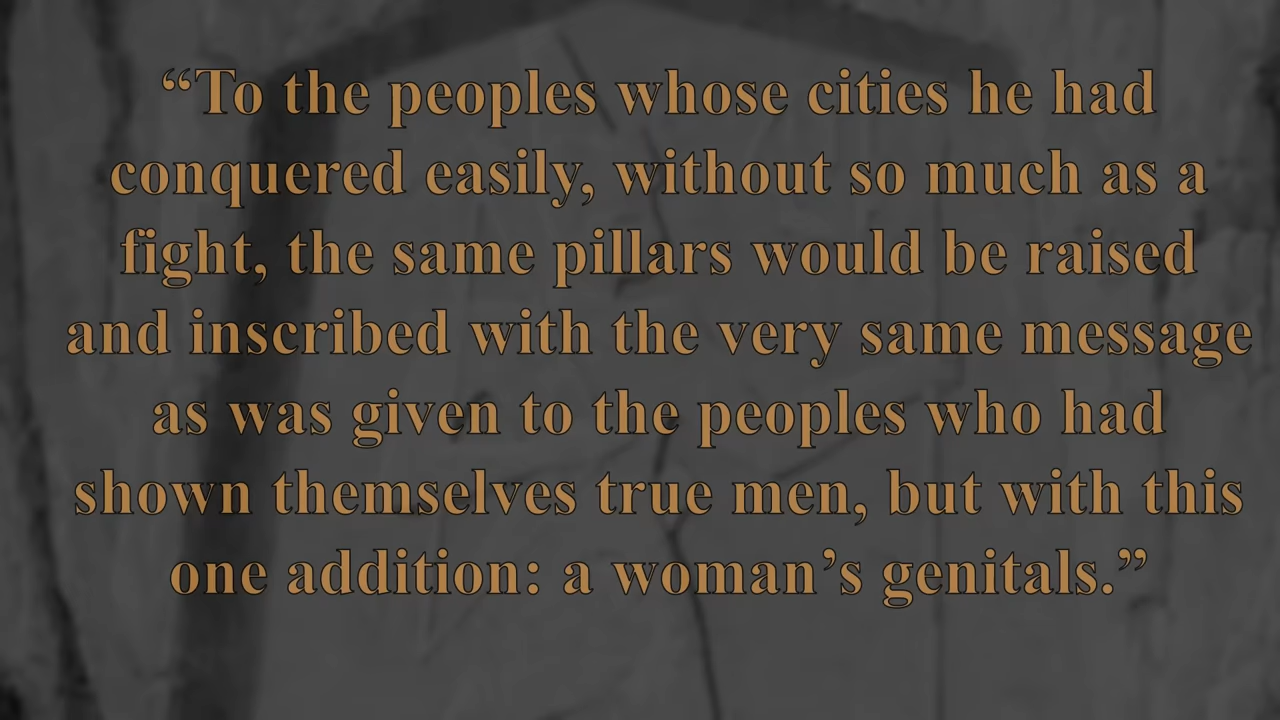 “To the peoples whose cities he had
conquered easily, without so much as a
fight, the same pillars would be raised
and inscribed with the very same message
as was given to the peoples who had
shown themselves true men, but with this
one addition: a woman’s genitals.”